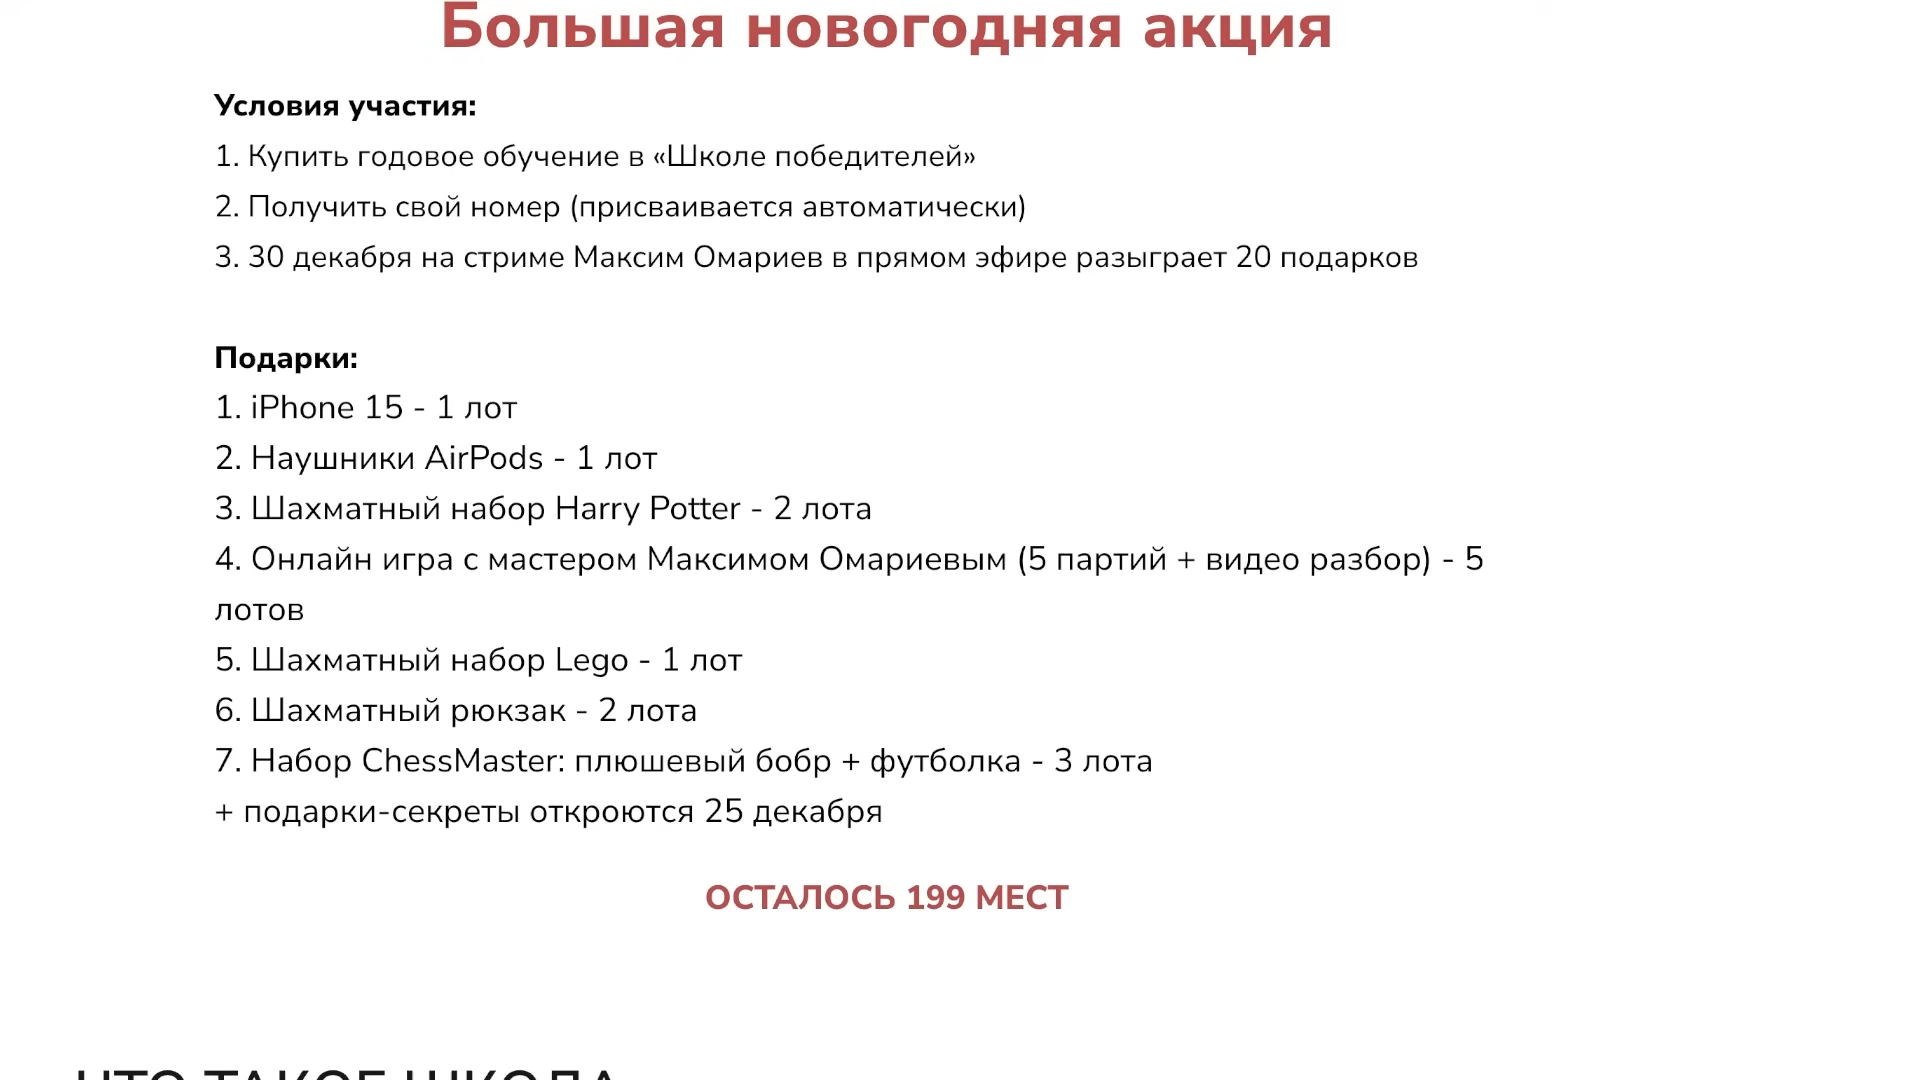 Большая новогодняя акция
Условия участия:
1. Купить годовое обучение в «Школе победителей»
2. Получить свой номер (присваивается автоматически)
3. 30 декабря на стриме Максим Омариев в прямом эфире разыграет 20 подарков
Подарки:
1. iPhone 15 - 1 лот
2. Наушники AirPods - 1 лот
3. Шахматный набор Harry Potter - 2 лота
4. Онлайн игра с мастером Максимом Омариевым (5 партий + видео разбор) - 5
лотов
5. Шахматный набор Lego - 1 лот
6. Шахматный рюкзак - 2 лота
7. Набор ChessMaster: плюшевый бобр + футболка - 3 лота
+ подарки-секреты откроются 25 декабря
ОСТАЛОСЬ 199 МЕСТ
ЧТО ТАКОЕ ШКОЛА